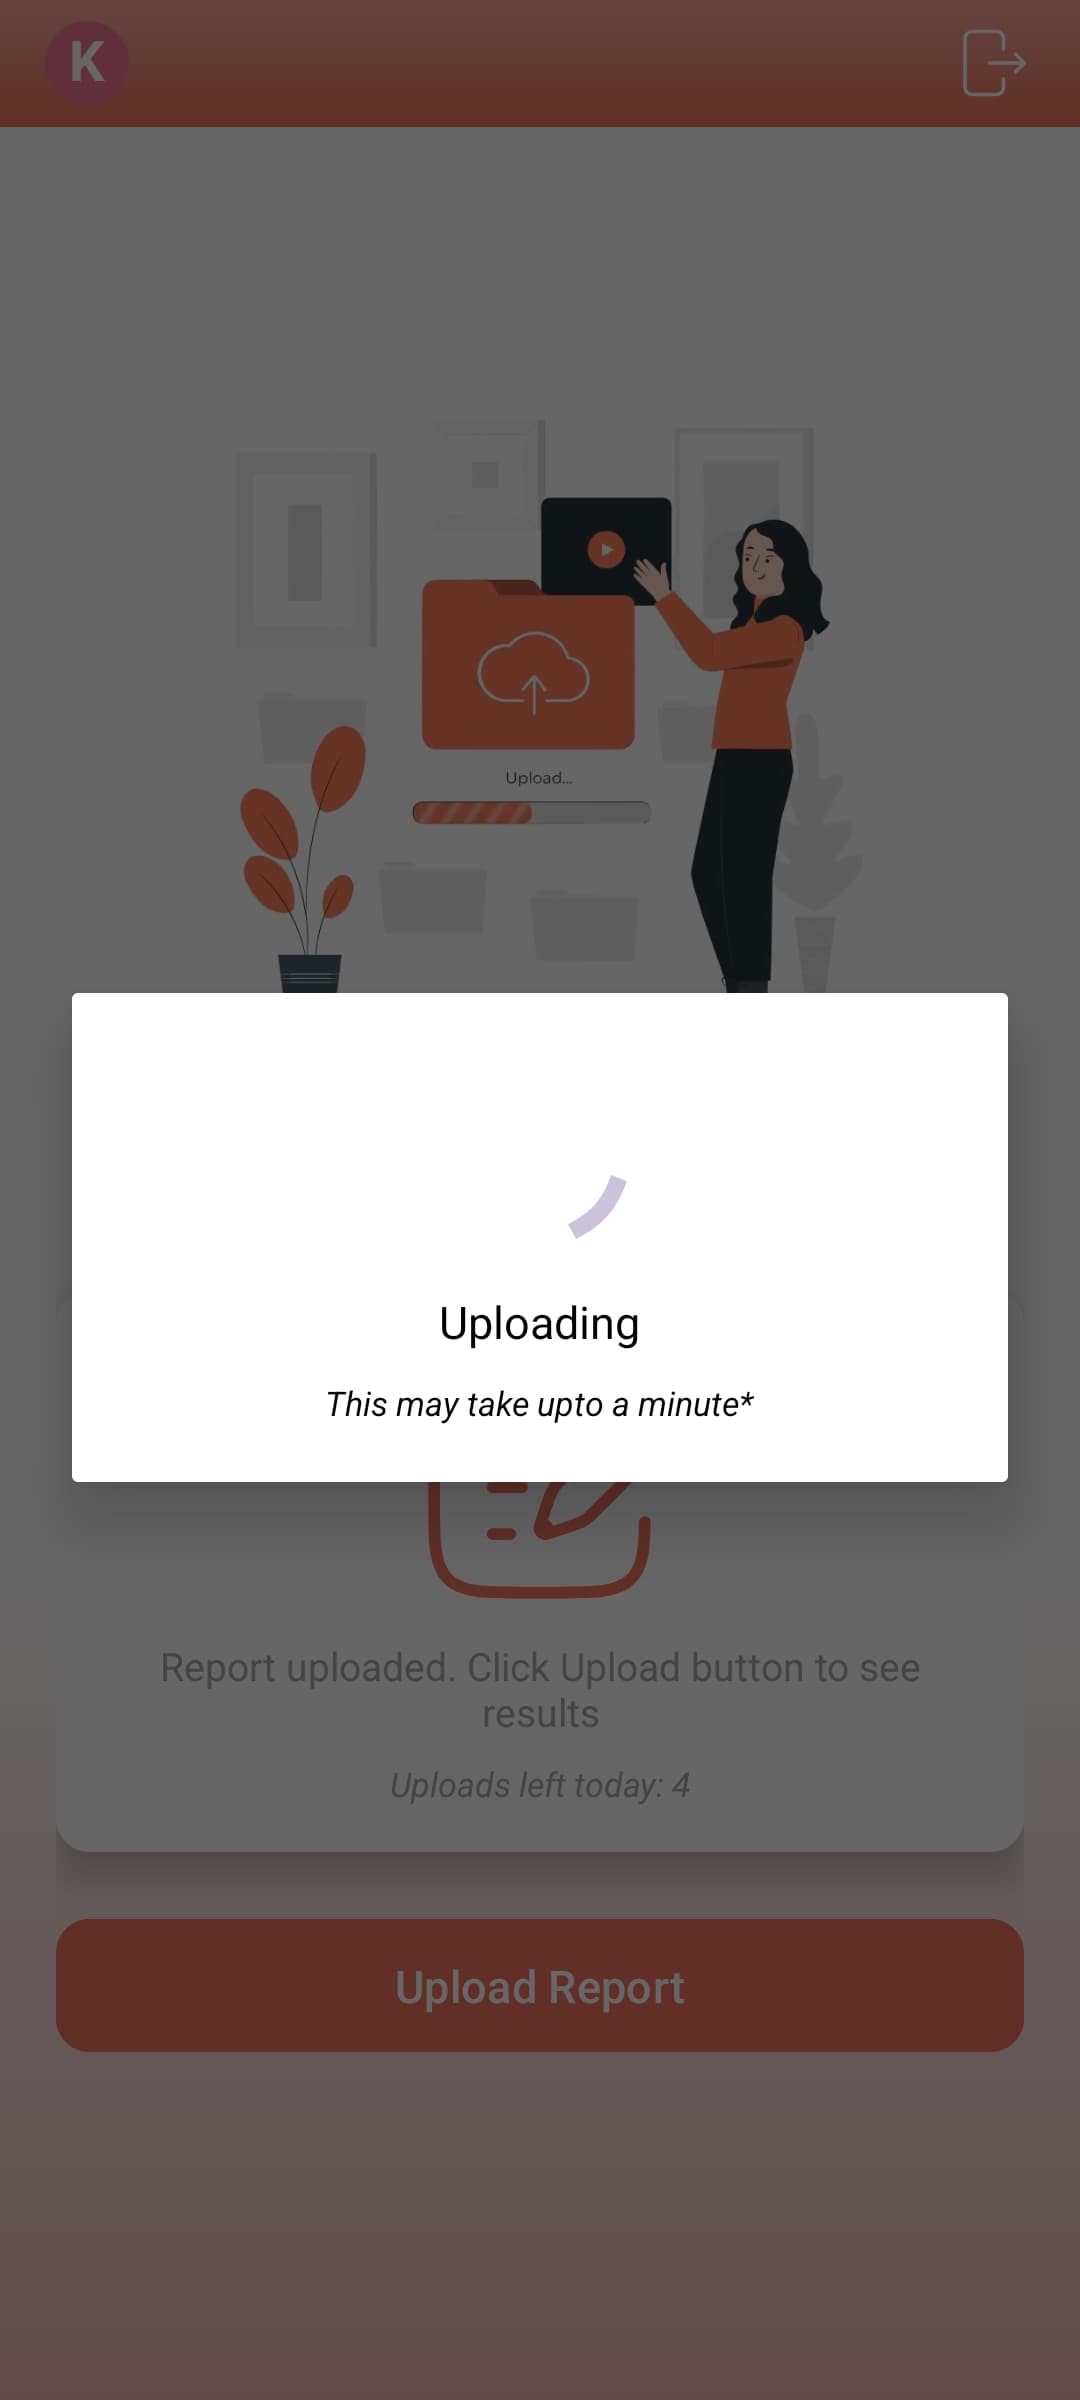 K
Upload...
Uploading
This may take upto a minute*
Report uploaded. Click Upload button to see
results
Uploads left today: 4
Upload Report